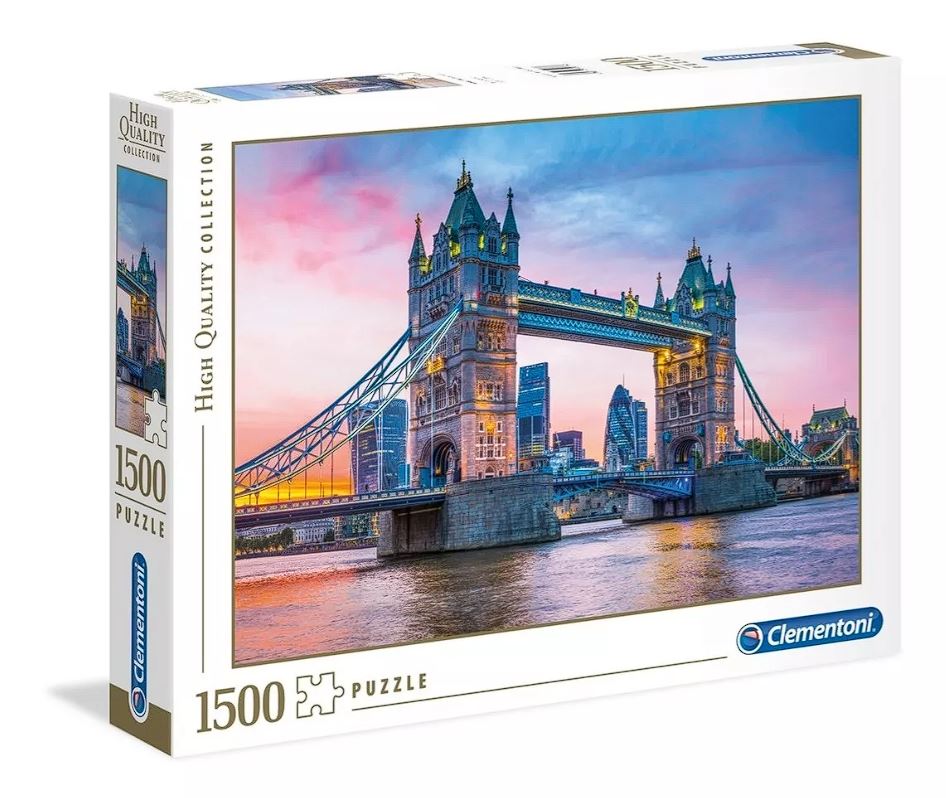 HIGH
QUALITY
COLLECTION
1500
PUZZLE
Clementoni.
HIGH QUALITY COLLECTION
1500 PUZZLE
Clementoni.